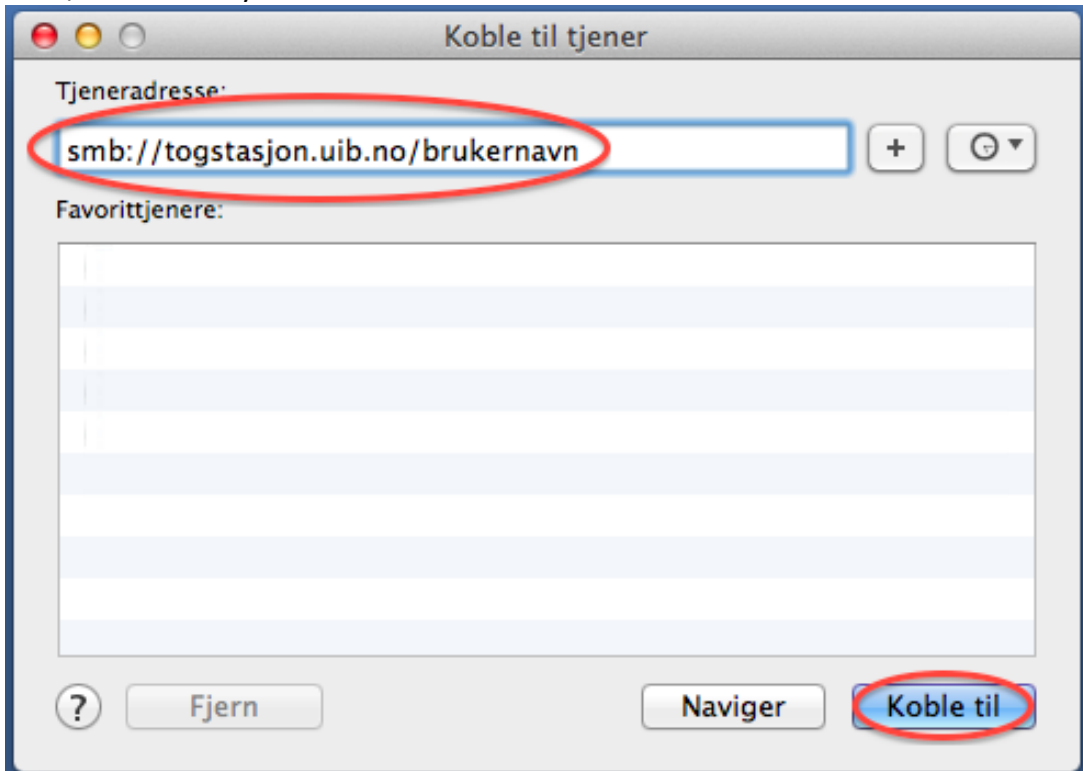 Koble til tjener
Tjeneradresse:
smb://togstasjon.uib.no/brukernavn
+
Favorittjenere:
?
Fjern
Naviger
Koble til